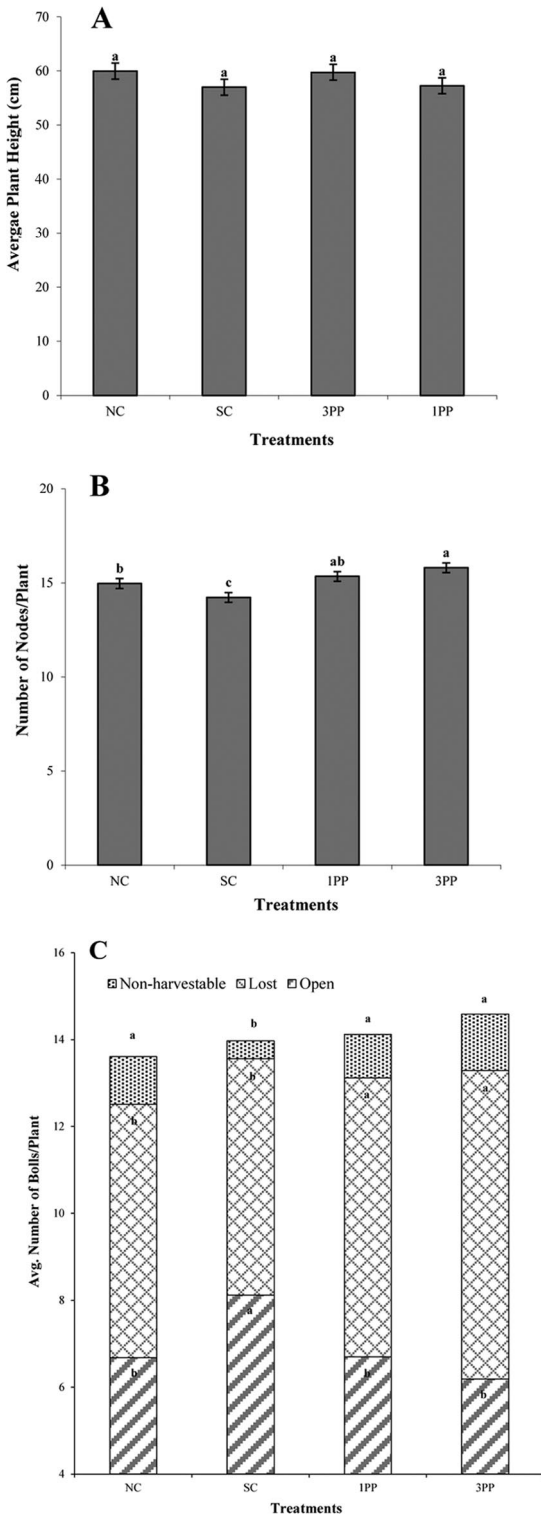 A
70
60
50
40
30
20
10
0
a
a
a
a
Avergae Plant Height (cm)
NC
SC
3PP
1PP
Treatments
B
20
15
10
5
0
b
c
ab
a
Number of Nodes/Plant
NC
SC
1PP
3PP
Treatments
C
16
14
12
10
8
6
4
Non-harvestable
Lost
Open
a
b
a
a
b
b
a
a
b
a
b
b
Avg. Number of Bolls/Plant
NC
SC
1PP
3PP
Treatments